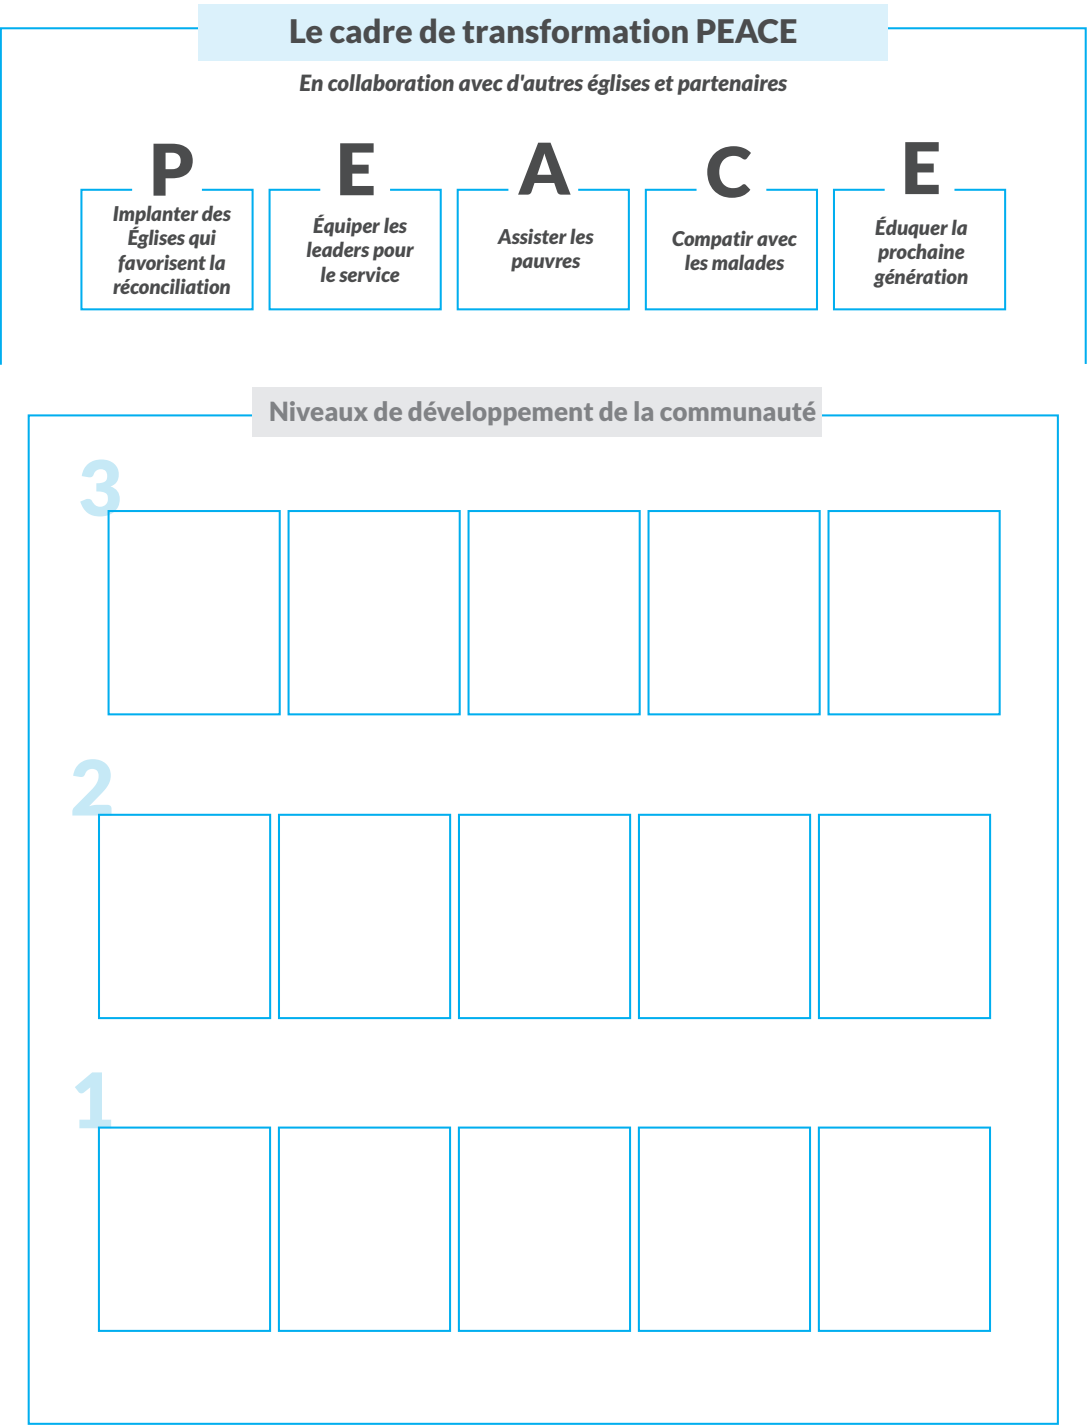 Le cadre de transformation PEACE
En collaboration avec d'autres églises et partenaires
P
Implanter des
Églises qui
favorisent la
réconciliation
E
Équiper les
leaders pour
le service
A
Assister les
pauvres
C
Compatir avec
les malades
E
Éduquer la
prochaine
génération
Niveaux de développement de la communauté
3
2
1